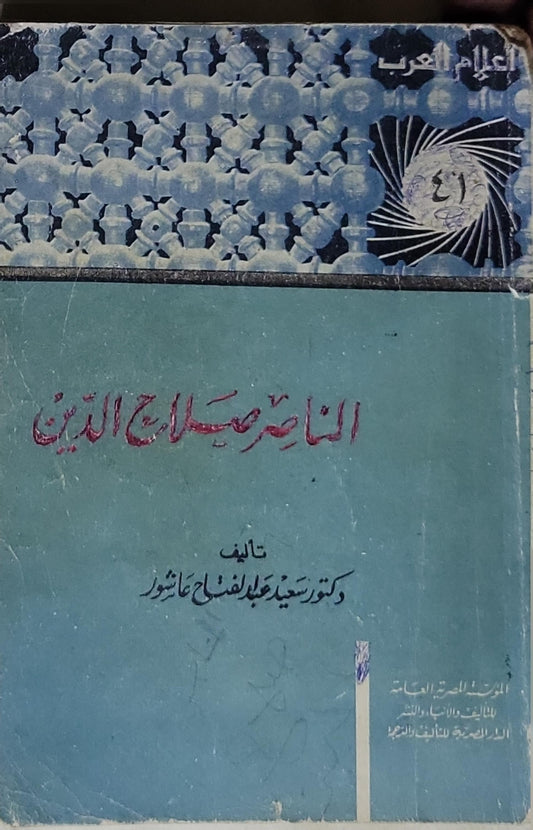 أعلام العرب
٤١
الناصر صلاح الدين
تأليف
دكتور سعيد عبد الفتاح عاشور
المؤسسة المصرية العامة
للتأليف والأنباء والنشر
الدار المصرية للتأليف والترجمة